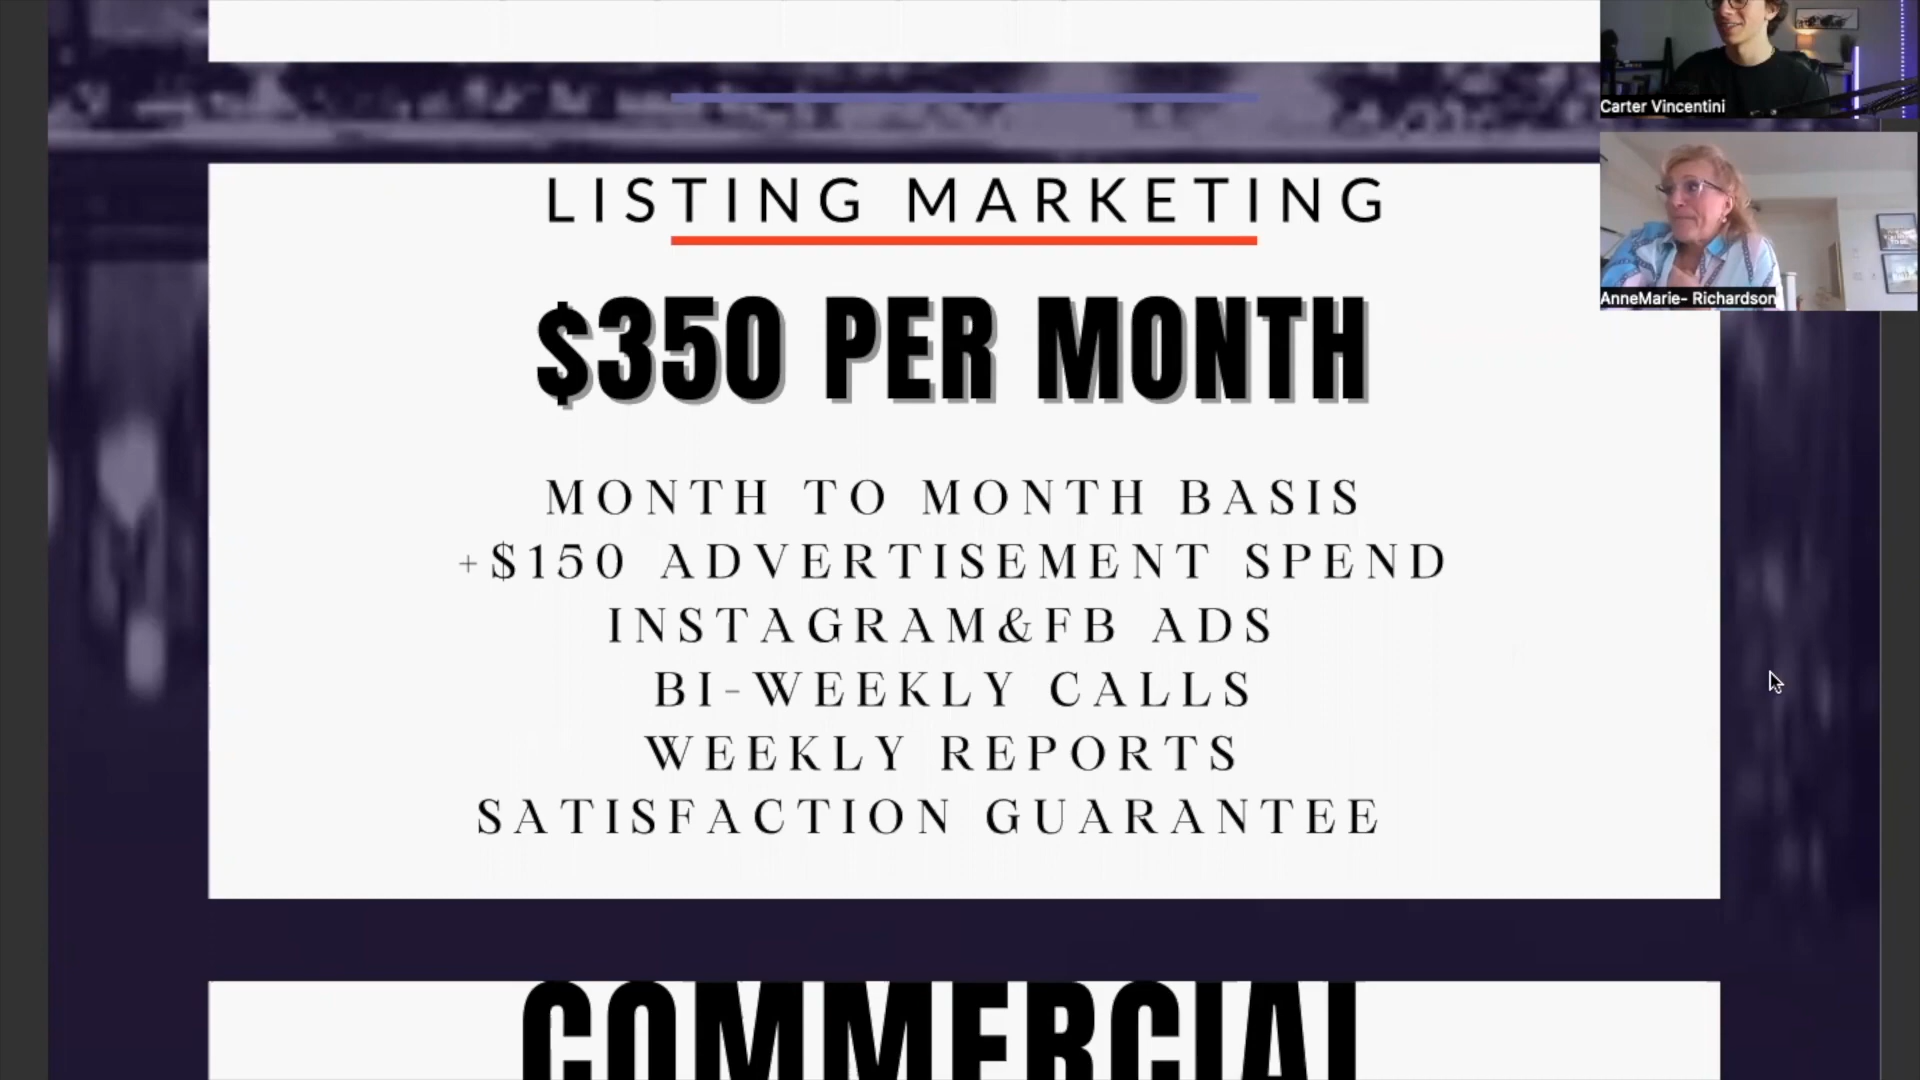 Carter Vincentini
AnneMarie- Richardson
LISTING MARKETING
$350 PER MONTH
MONTH TO MONTH BASIS
+$150 ADVERTISEMENT SPEND
INSTAGRAM&FB ADS
BI-WEEKLY CALLS
WEEKLY REPORTS
SATISFACTION GUARANTEE
COMMERCIAL